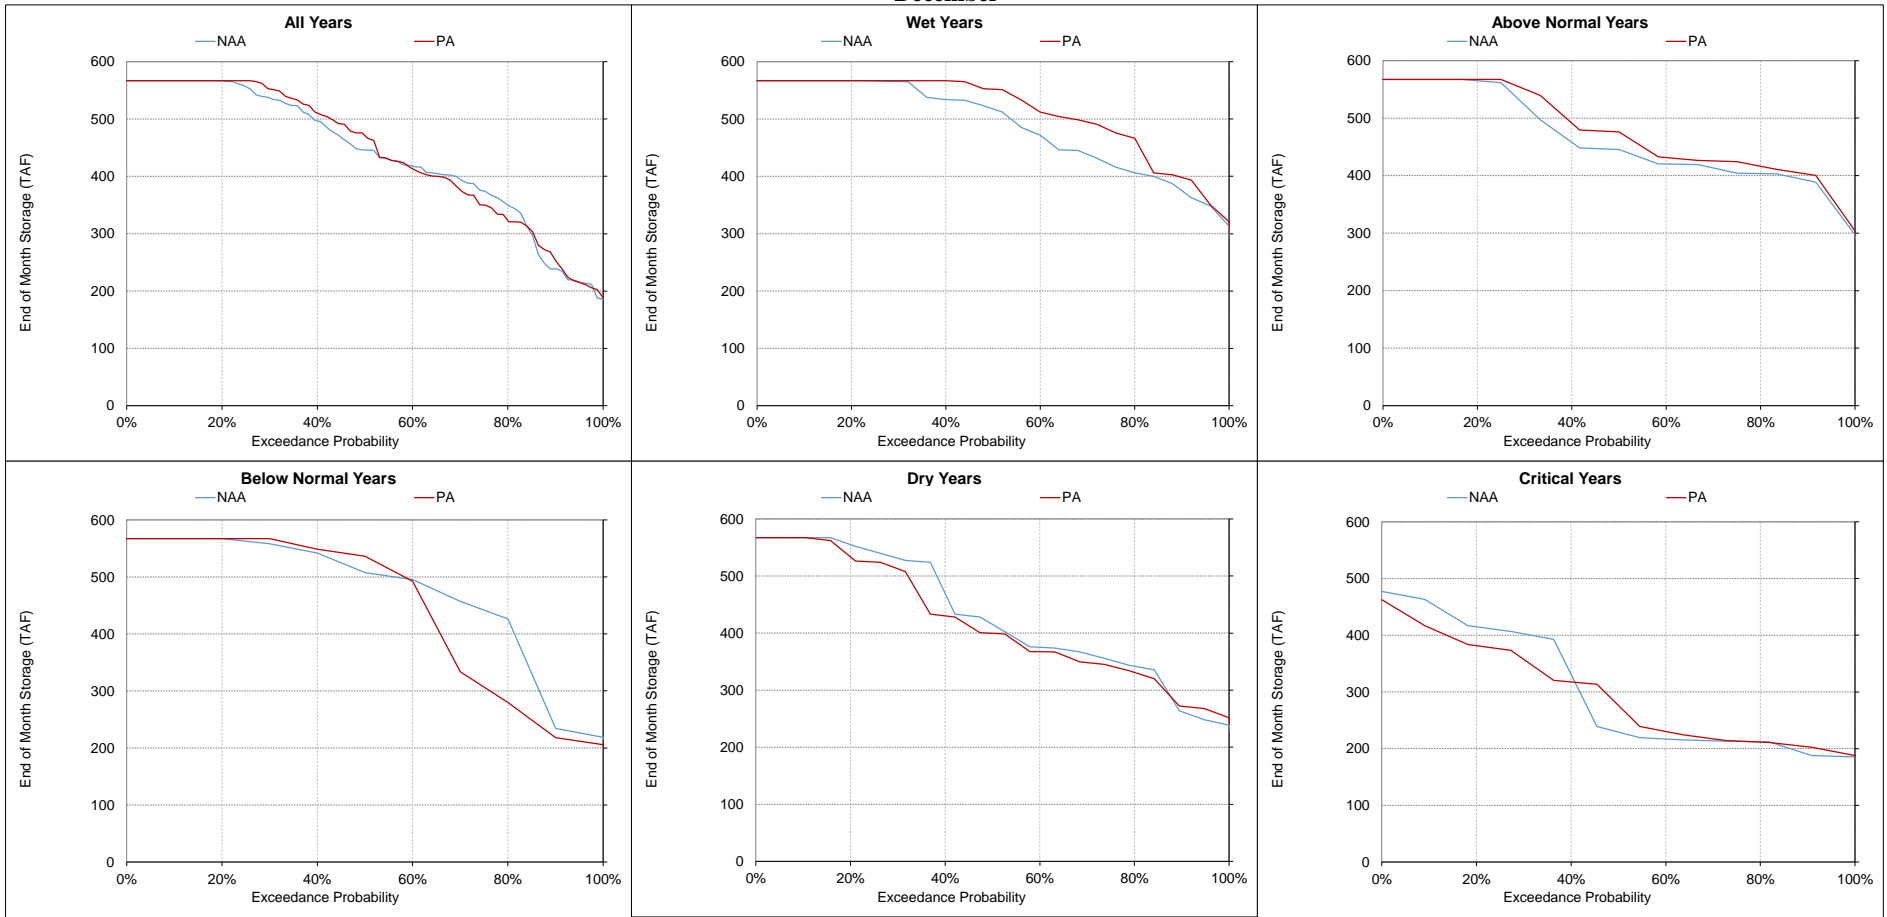 December
All Years
NAA PA
600
500
400
300
200
100
0
0% 20% 40% 60% 80% 100%
Exceedance Probability
End of Month Storage (TAF)
Wet Years
NAA PA
600
500
400
300
200
100
0
0% 20% 40% 60% 80% 100%
Exceedance Probability
End of Month Storage (TAF)
Above Normal Years
NAA PA
600
500
400
300
200
100
0
0% 20% 40% 60% 80% 100%
Exceedance Probability
End of Month Storage (TAF)
Below Normal Years
NAA PA
600
500
400
300
200
100
0
0% 20% 40% 60% 80% 100%
Exceedance Probability
End of Month Storage (TAF)
Dry Years
NAA PA
600
500
400
300
200
100
0
0% 20% 40% 60% 80% 100%
Exceedance Probability
End of Month Storage (TAF)
Critical Years
NAA PA
600
500
400
300
200
100
0
0% 20% 40% 60% 80% 100%
Exceedance Probability
End of Month Storage (TAF)